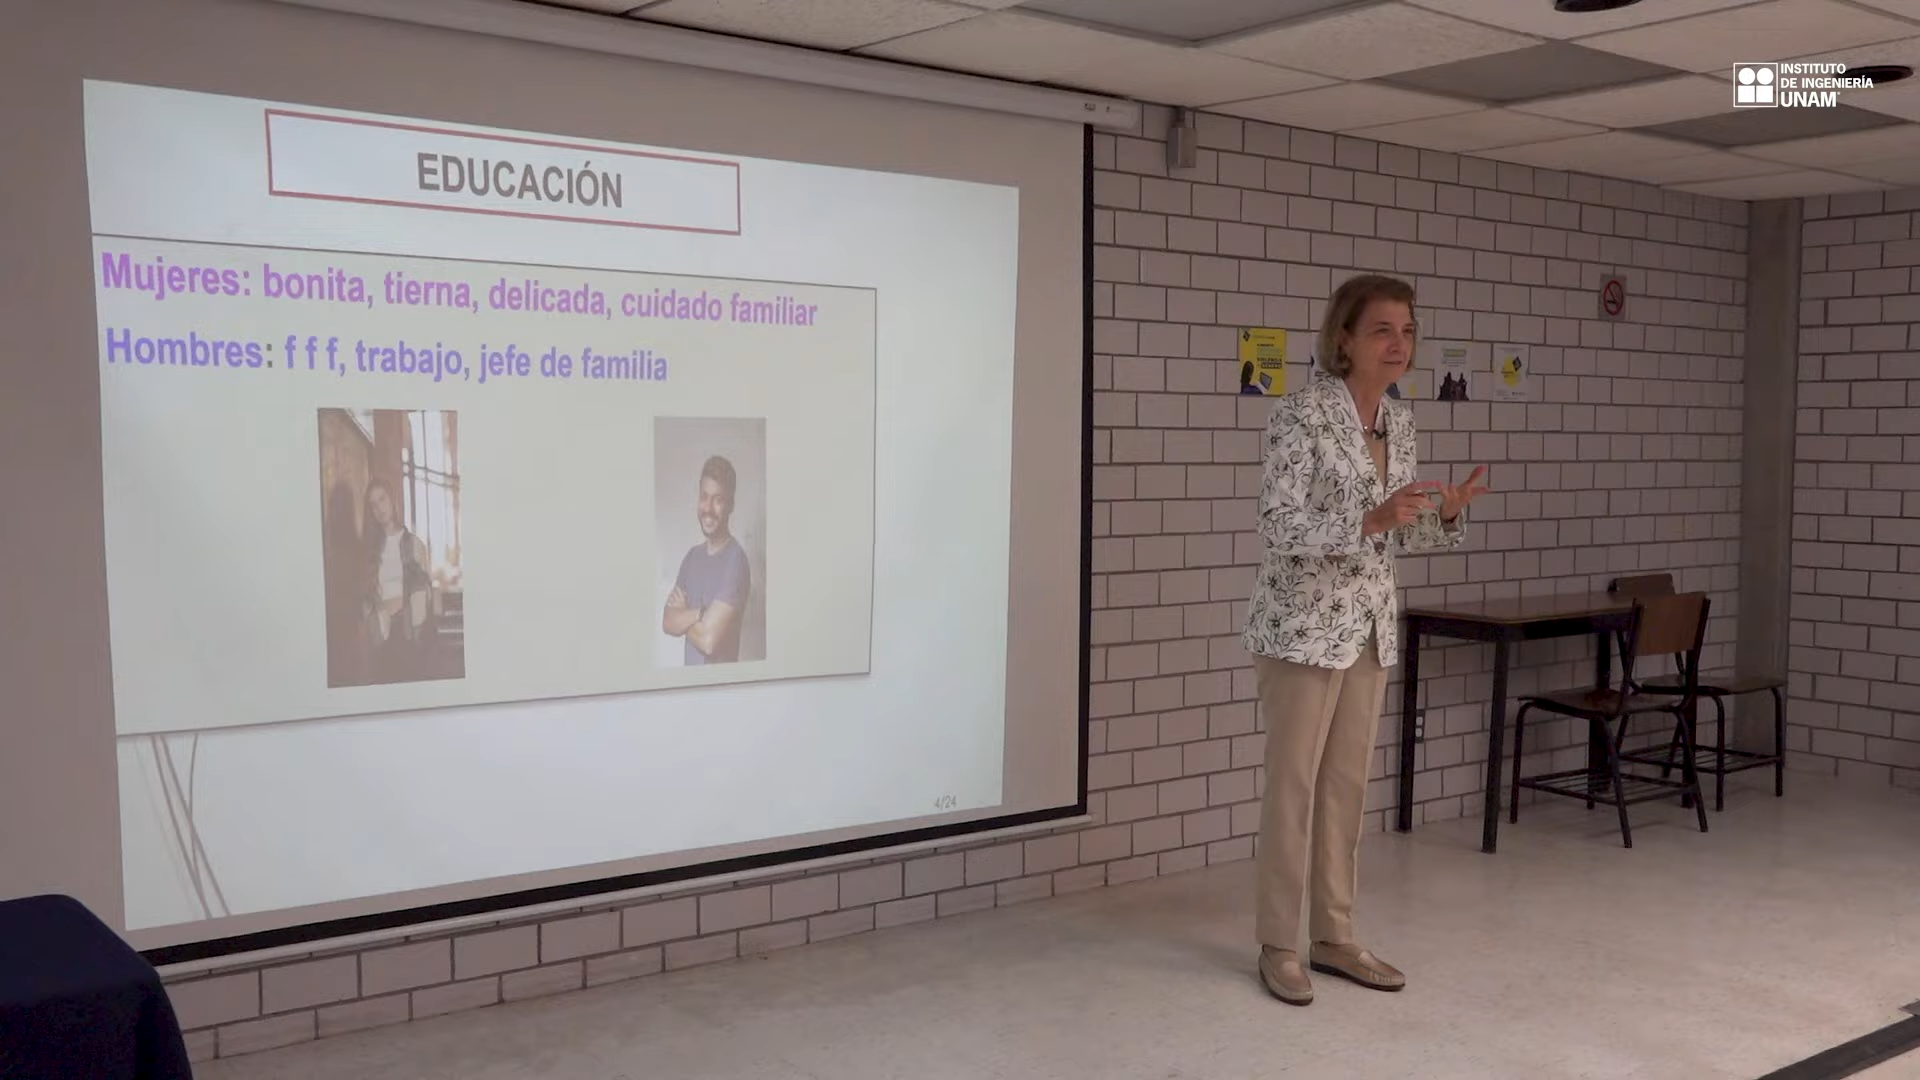 EDUCACIÓN
Mujeres: bonita, tierna, delicada, cuidado familiar
Hombres: f f f, trabajo, jefe de familia
4/24
INSTITUTO
DE INGENIERÍA
UNAM